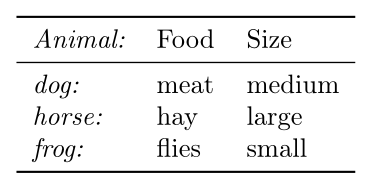 Animal: Food Size
dog: meat medium
horse: hay large
frog: flies small